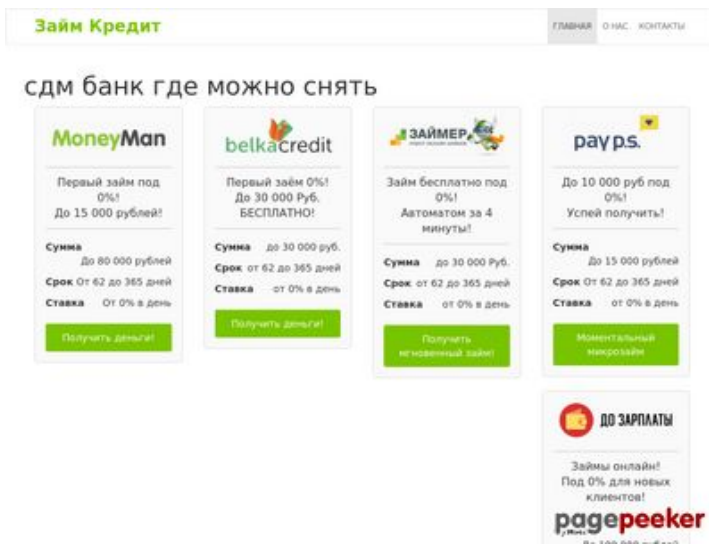 Займ Кредит
ГЛАВНАЯ О НАС КОНТАКТЫ
сдм банк где можно снять
MoneyMan
Первый займ под
0%!
До 15 000 рублей!
Сумма
До 80 000 рублей
Срок От 62 до 365 дней
Ставка От 0% в день
Получить деньги!
belkacredit
Первый заём 0%!
До 30 000 Руб.
БЕСПЛАТНО!
Сумма до 30 000 руб.
Срок от 62 до 365 дней
Ставка от 0% в день
Получить деньги!
ЗАЙМЕР
Займ бесплатно под
0%!
Автоматом за 4
минуты!
Сумма до 30 000 Руб.
Срок от 62 до 365 дней
Ставка от 0% в день
Получить
мгновенный займ!
pay p.s.
До 10 000 руб под
0%!
Успей получить!
Сумма
До 15 000 рублей
Срок От 62 до 365 дней
Ставка от 0% в день
Моментальный
микрозайм
ДО ЗАРПЛАТЫ
Займы онлайн!
Под 0% для новых
клиентов!
pagepeeker